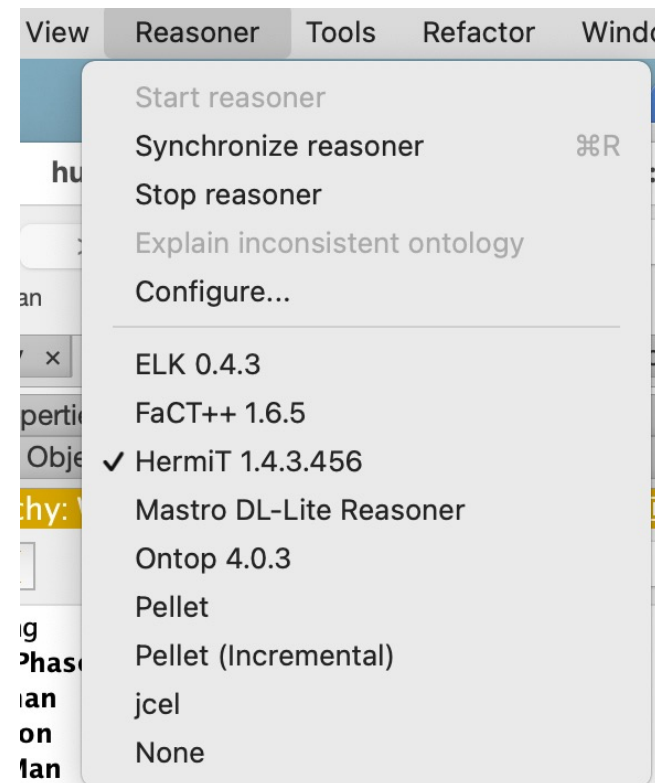 View Reasoner Tools Refactor
Start reasoner
Synchronize reasoner ⌘R
Stop reasoner
Explain inconsistent ontology
Configure...
ELK 0.4.3
FaCT++ 1.6.5
✓ HermiT 1.4.3.456
Mastro DL-Lite Reasoner
Ontop 4.0.3
Pellet
Pellet (Incremental)
jcel
None